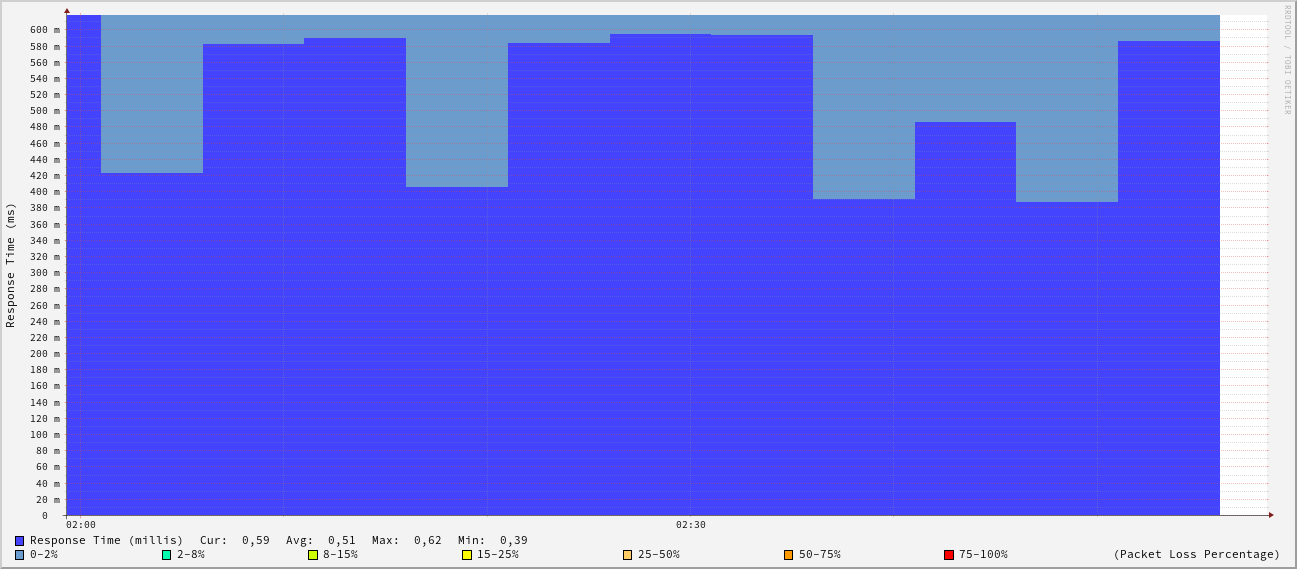 RRDTOOL / TOBI OETIKER
Response Time (ms)
600 m
580 m
560 m
540 m
520 m
500 m
480 m
460 m
440 m
420 m
400 m
380 m
360 m
340 m
320 m
300 m
280 m
260 m
240 m
220 m
200 m
180 m
160 m
140 m
120 m
100 m
80 m
60 m
40 m
20 m
0
02:00 02:30
Response Time (millis) Cur: 0,59 Avg: 0,51 Max: 0,62 Min: 0,39
0-2% 2-8% 8-15% 15-25% 25-50% 50-75% 75-100% (Packet Loss Percentage)